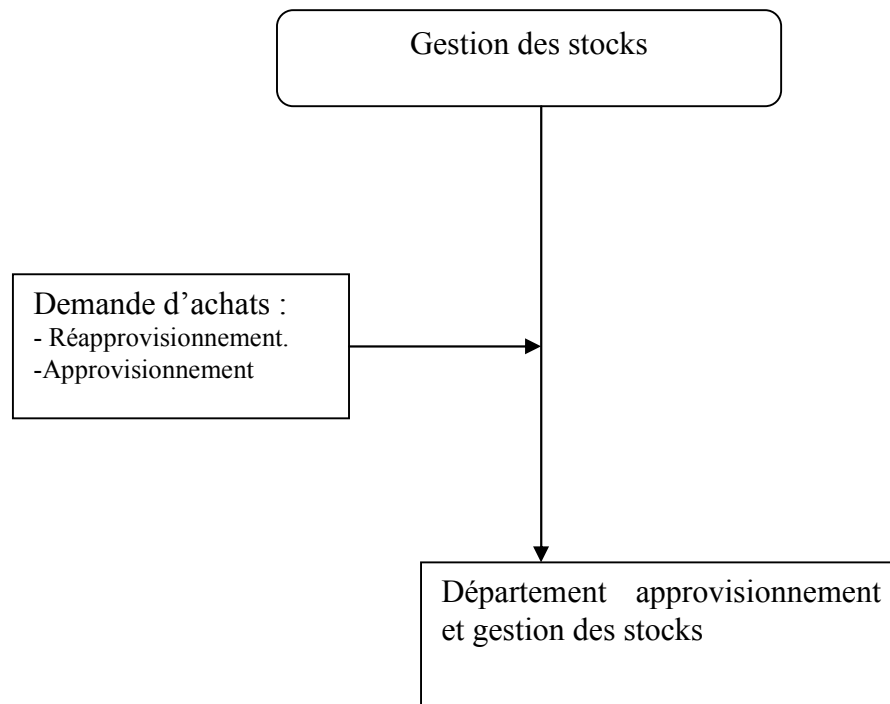 Gestion des stocks
Demande d’achats :
- Réapprovisionnement.
-Approvisionnement
Département approvisionnement
et gestion des stocks